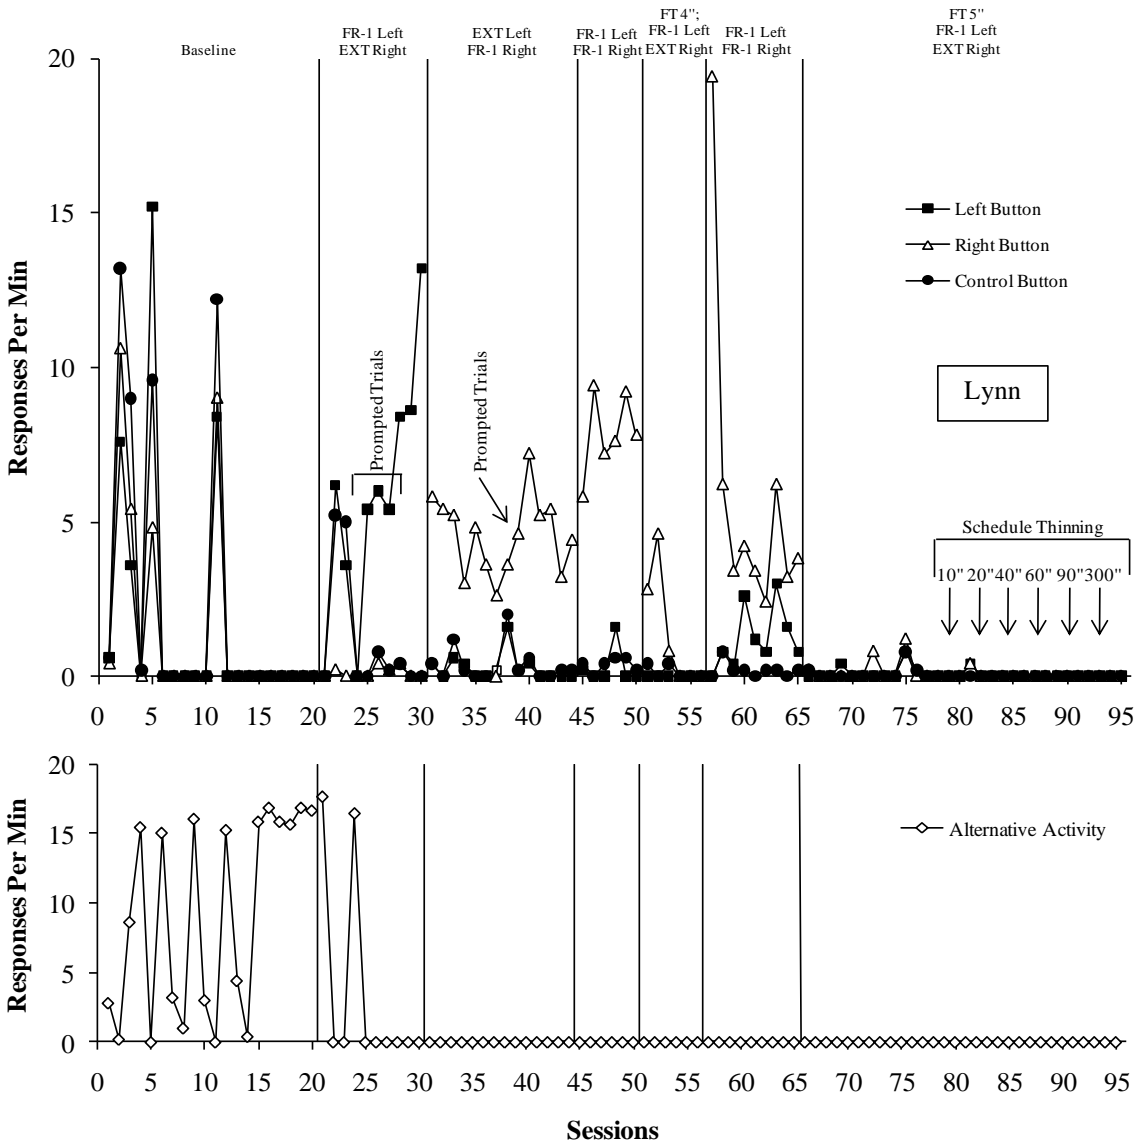 Baseline
FR-1 Left
EXT Right
EXT Left
FR-1 Right
FR-1 Left
FR-1 Right
FT 4";
FR-1 Left
EXT Right
FR-1 Left
FR-1 Right
FT 5"
FR-1 Left
EXT Right
20
15
10
5
0
Responses Per Min
Prompted Trials
Prompted Trials
Left Button
Right Button
Control Button
Lynn
Schedule Thinning
10" 20" 40" 60" 90" 300"
0 5 10 15 20 25 30 35 40 45 50 55 60 65 70 75 80 85 90 95
20
15
10
5
0
Responses Per Min
Alternative Activity
0 5 10 15 20 25 30 35 40 45 50 55 60 65 70 75 80 85 90 95
Sessions